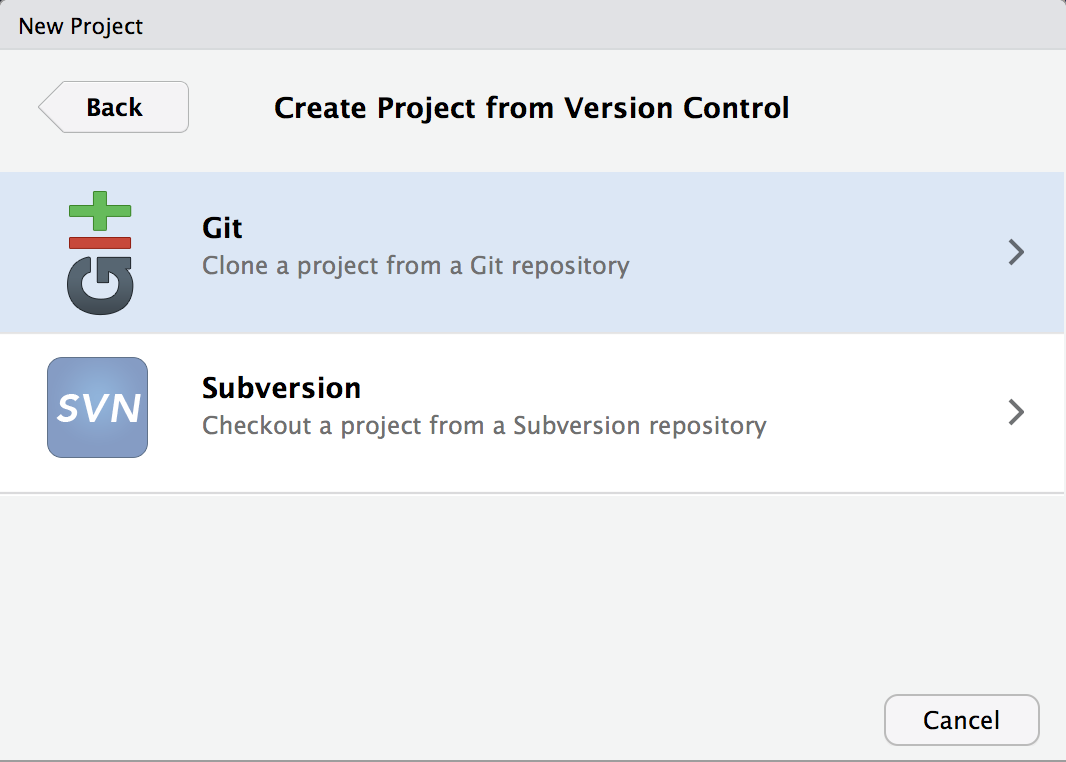 New Project
Back
Create Project from Version Control
Git
Git
Clone a project from a Git repository
SVN
Subversion
Checkout a project from a Subversion repository
Cancel